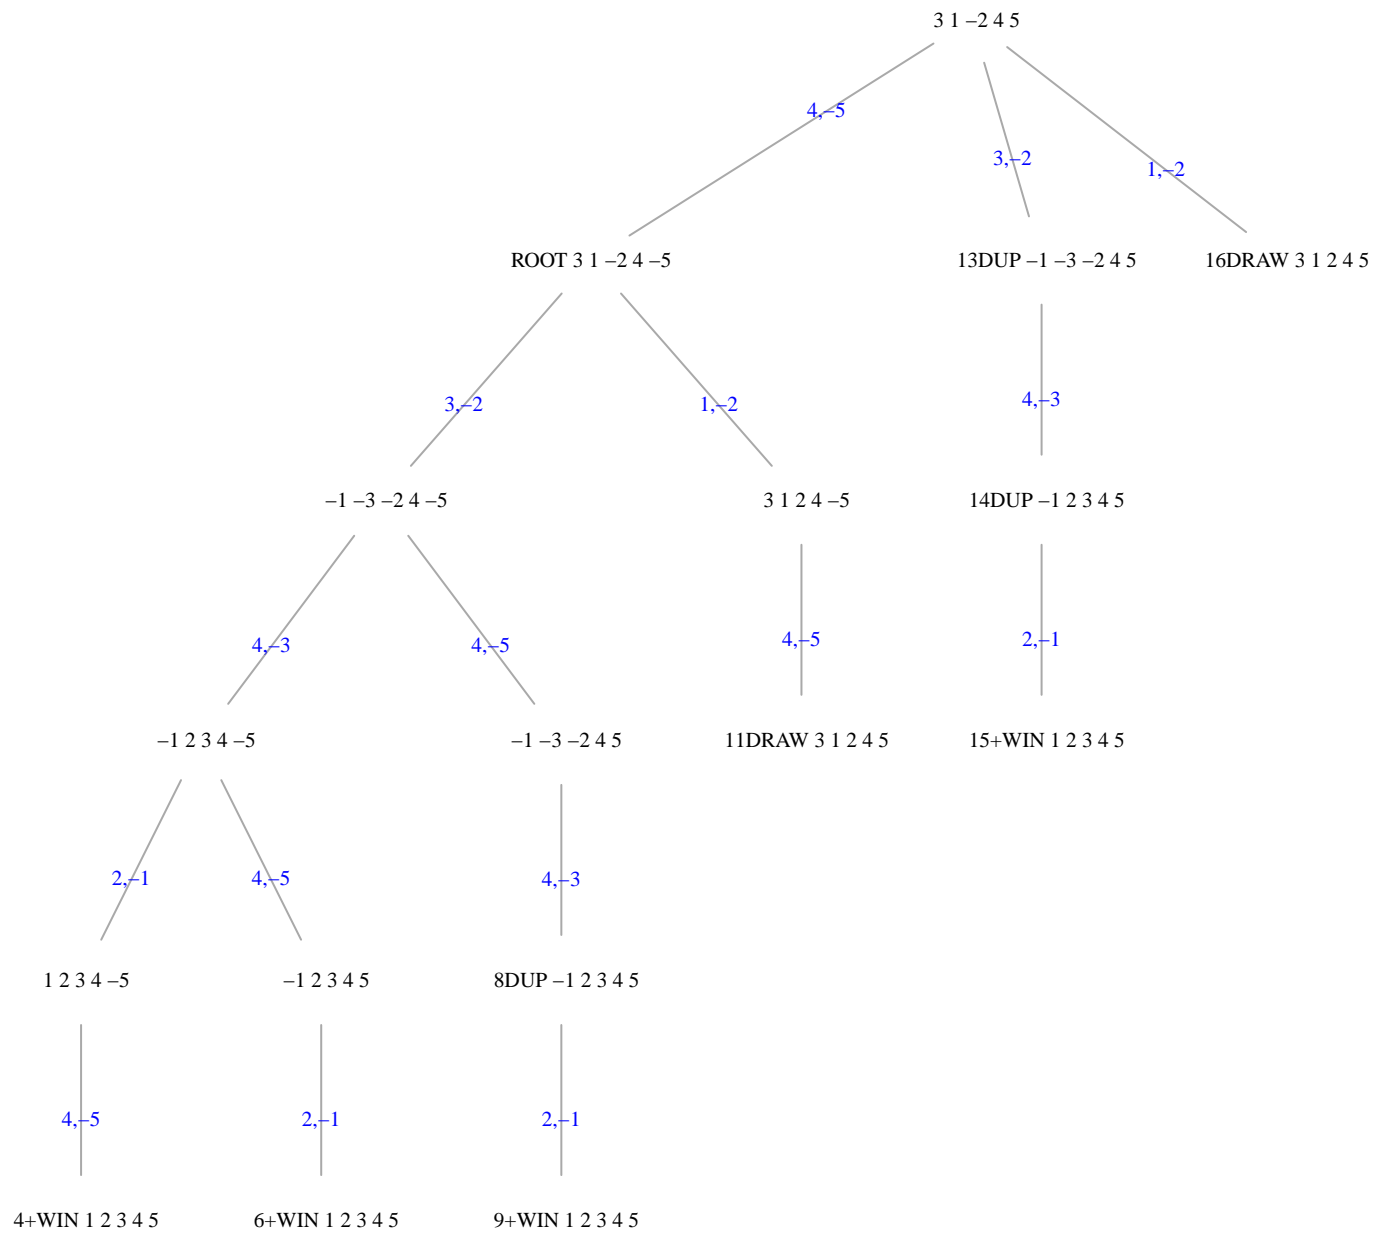 3 1 –2 4 5
4,–5
3,–2
1,–2
ROOT 3 1 –2 4 –5
13DUP –1 –3 –2 4 5
16DRAW 3 1 2 4 5
3,–2
1,–2
4,–3
–1 –3 –2 4 –5
3 1 2 4 –5
14DUP –1 2 3 4 5
4,–3
4,–5
4,–5
2,–1
–1 2 3 4 –5
–1 –3 –2 4 5
11DRAW 3 1 2 4 5
15+WIN 1 2 3 4 5
2,–1
4,–5
4,–3
1 2 3 4 –5
–1 2 3 4 5
8DUP –1 2 3 4 5
4,–5
2,–1
2,–1
4+WIN 1 2 3 4 5
6+WIN 1 2 3 4 5
9+WIN 1 2 3 4 5